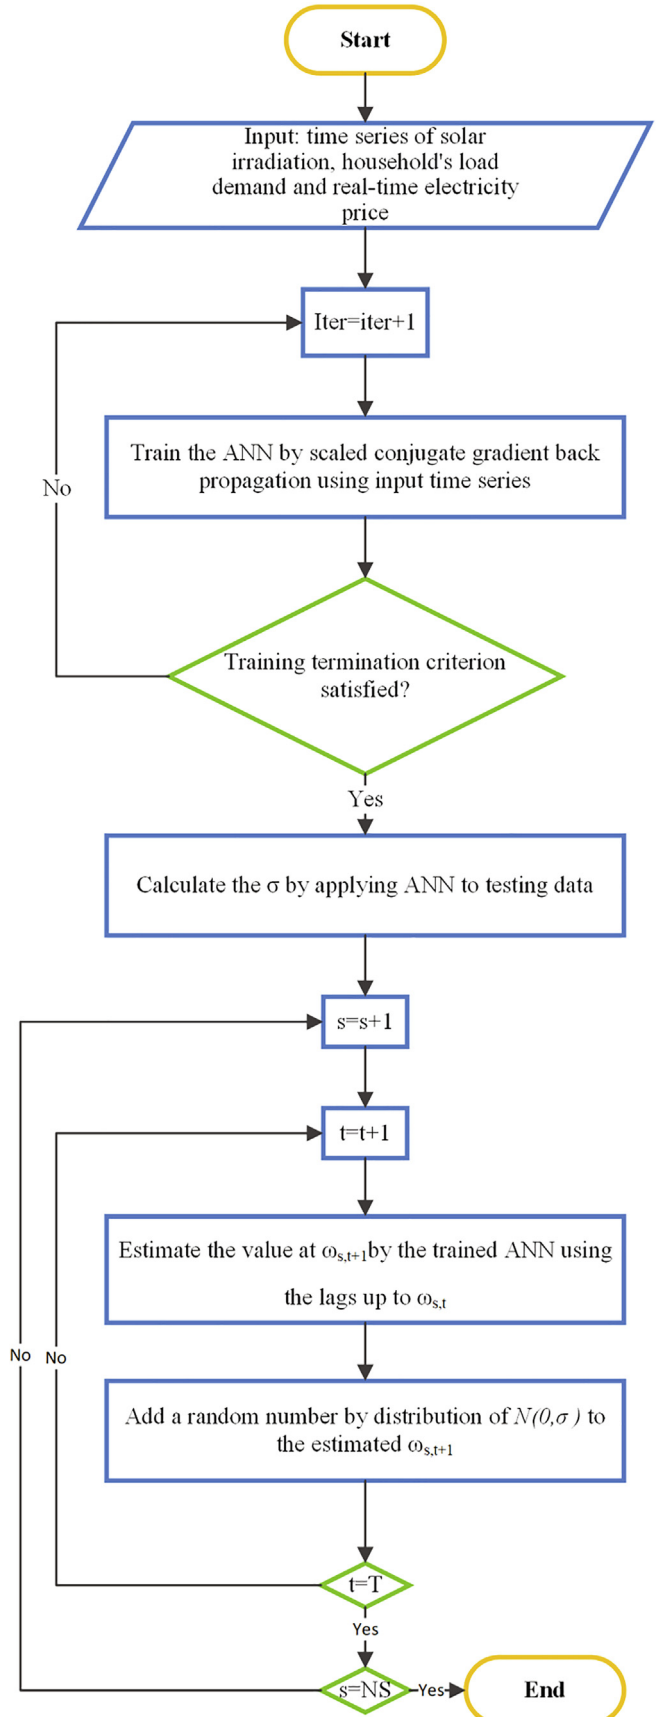 Start
Input: time series of solar
irradiation, household's load
demand and real-time electricity
price
Iter=iter+1
Train the ANN by scaled conjugate gradient back
propagation using input time series
No
Training termination criterion
satisfied?
Yes
Calculate the σ by applying ANN to testing data
s=s+1
t=t+1
Estimate the value at ωs,t+1by the trained ANN using
the lags up to ωs,t
No
No
Add a random number by distribution of N(0,σ ) to
the estimated ωs,t+1
t=T
Yes
s=NS
Yes
End